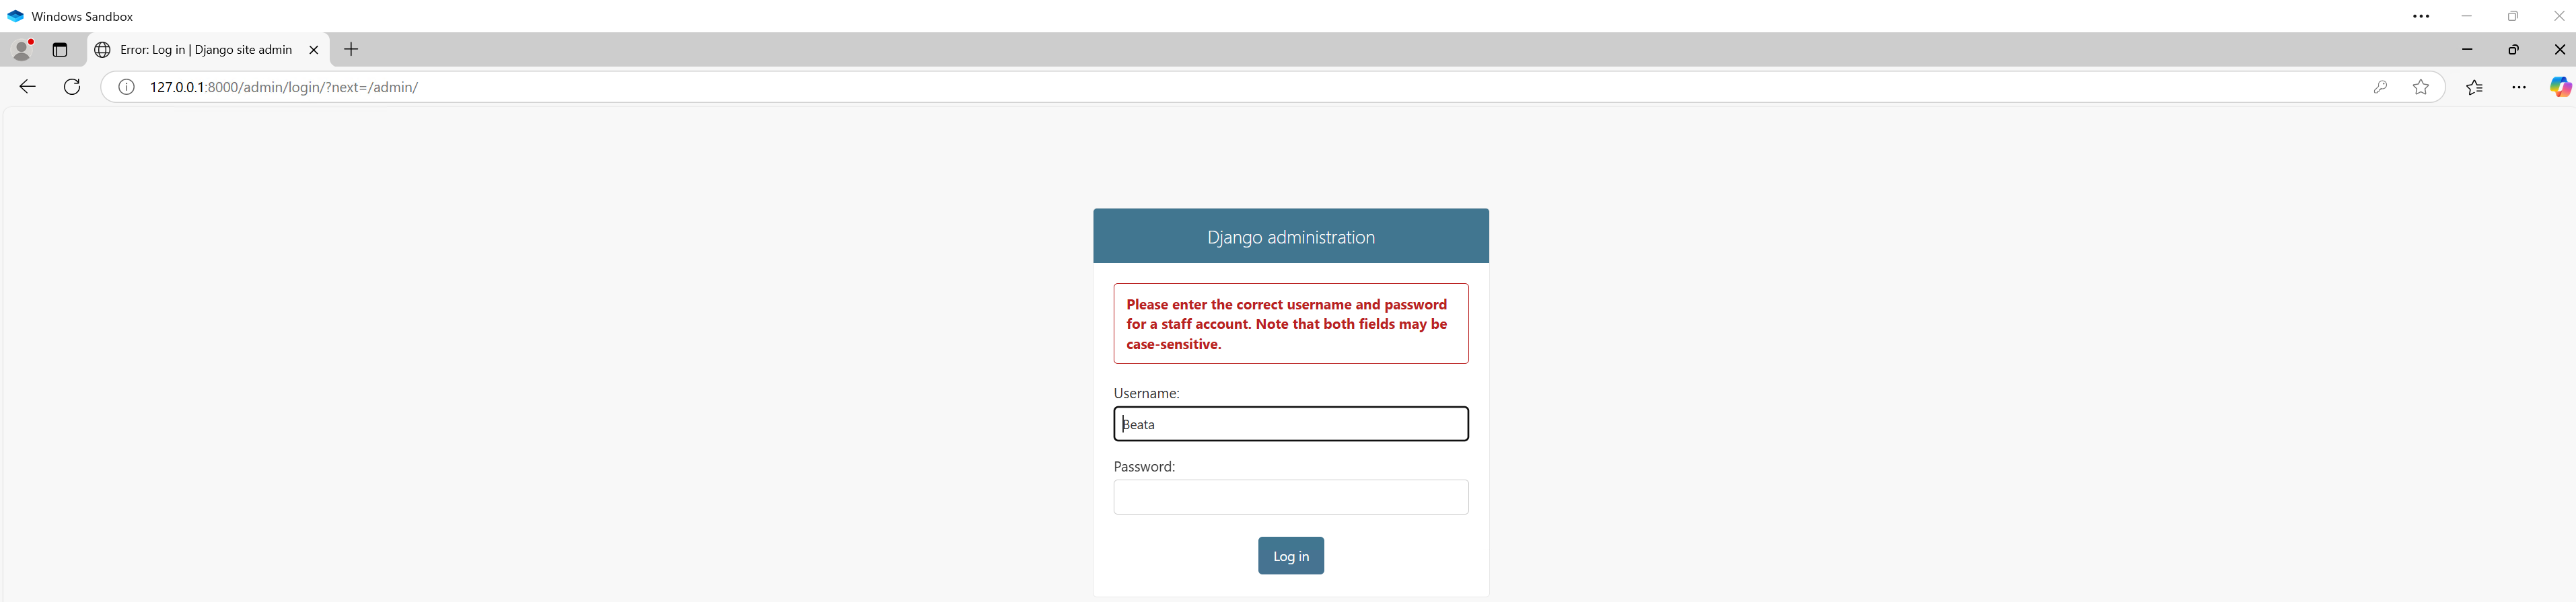 Windows Sandbox
Error: Log in | Django site admin
127.0.0.1:8000/admin/login/?next=/admin/
Django administration
Please enter the correct username and password
for a staff account. Note that both fields may be
case-sensitive.
Username:
Beata
Password:
Log in